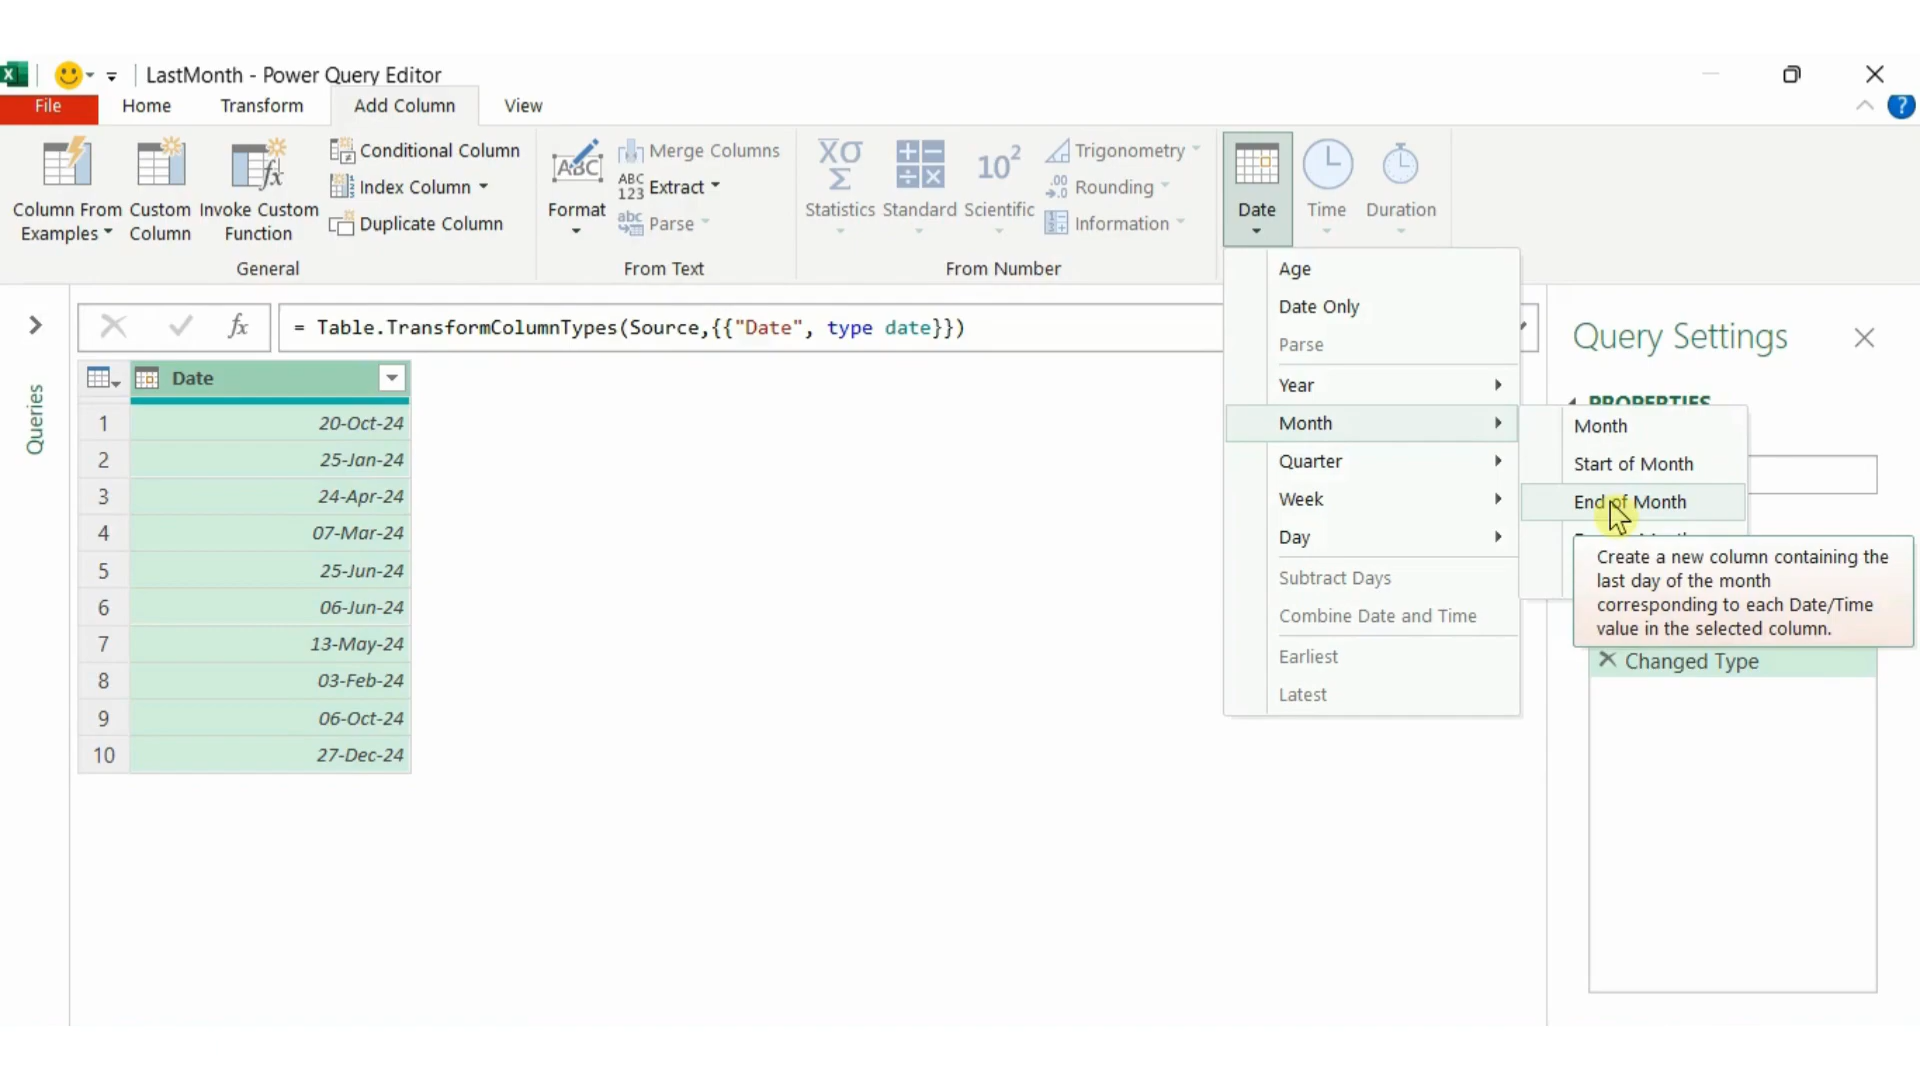 LastMonth - Power Query Editor
File Home Transform Add Column View
Column From Examples
Custom Column
Invoke Custom Function
Conditional Column
Index Column
Duplicate Column
General
Format
Merge Columns
Extract
Parse
From Text
Statistics
Standard
Scientific
Trigonometry
Rounding
Information
From Number
Date
Time
Duration
= Table.TransformColumnTypes(Source,{{"Date", type date}})
Queries
Date
1 20-Oct-24
2 25-Jan-24
3 24-Apr-24
4 07-Mar-24
5 25-Jun-24
6 06-Jun-24
7 13-May-24
8 03-Feb-24
9 06-Oct-24
10 27-Dec-24
Age
Date Only
Parse
Year
Month
Quarter
Week
Day
Subtract Days
Combine Date and Time
Earliest
Latest
Month
Start of Month
End of Month
Create a new column containing the
last day of the month
corresponding to each Date/Time
value in the selected column.
Query Settings
PROPERTIES
Changed Type